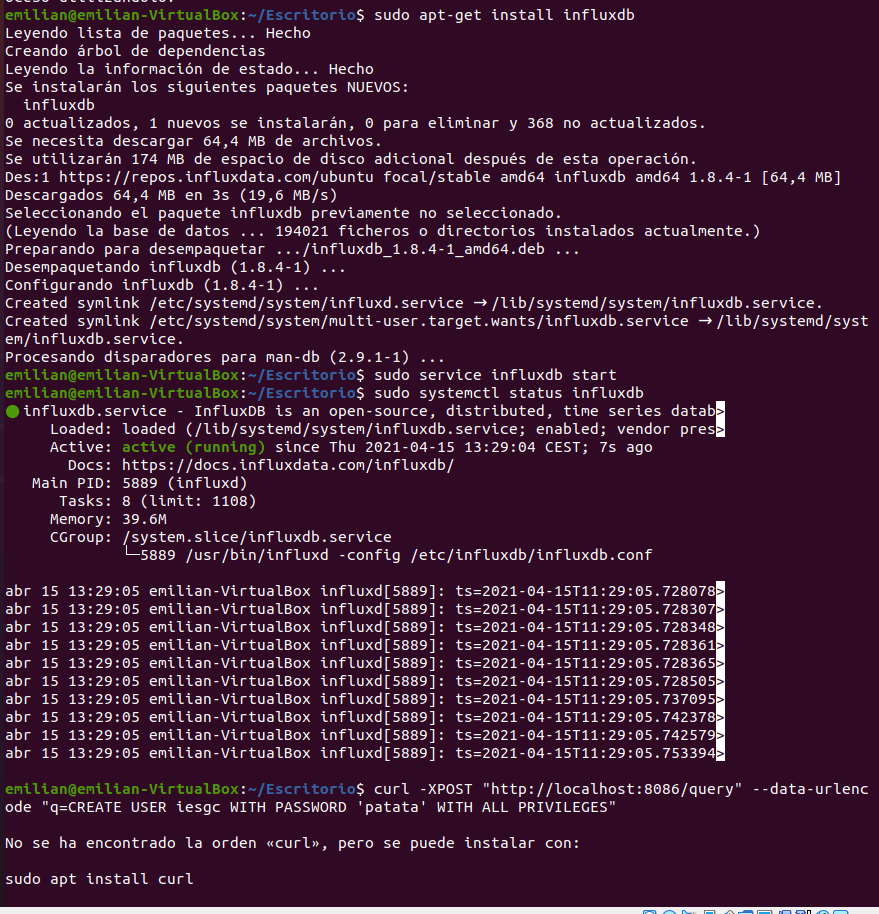 emilian@emilian-VirtualBox:~/Escritorio$ sudo apt-get install influxdb
Leyendo lista de paquetes... Hecho
Creando árbol de dependencias
Leyendo la información de estado... Hecho
Se instalarán los siguientes paquetes NUEVOS:
  influxdb
0 actualizados, 1 nuevos se instalarán, 0 para eliminar y 368 no actualizados.
Se necesita descargar 64,4 MB de archivos.
Se utilizarán 174 MB de espacio de disco adicional después de esta operación.
Des:1 https://repos.influxdata.com/ubuntu focal/stable amd64 influxdb amd64 1.8.4-1 [64,4 MB]
Descargados 64,4 MB en 3s (19,6 MB/s)
Seleccionando el paquete influxdb previamente no seleccionado.
(Leyendo la base de datos ... 194021 ficheros o directorios instalados actualmente.)
Preparando para desempaquetar .../influxdb_1.8.4-1_amd64.deb ...
Desempaquetando influxdb (1.8.4-1) ...
Configurando influxdb (1.8.4-1) ...
Created symlink /etc/systemd/system/influxd.service → /lib/systemd/system/influxdb.service.
Created symlink /etc/systemd/system/multi-user.target.wants/influxdb.service → /lib/systemd/syst
em/influxdb.service.
Procesando disparadores para man-db (2.9.1-1) ...
emilian@emilian-VirtualBox:~/Escritorio$ sudo service influxdb start
emilian@emilian-VirtualBox:~/Escritorio$ sudo systemctl status influxdb
● influxdb.service - InfluxDB is an open-source, distributed, time series datab>
     Loaded: loaded (/lib/systemd/system/influxdb.service; enabled; vendor pres>
     Active: active (running) since Thu 2021-04-15 13:29:04 CEST; 7s ago
       Docs: https://docs.influxdata.com/influxdb/
   Main PID: 5889 (influxd)
      Tasks: 8 (limit: 1108)
     Memory: 39.6M
     CGroup: /system.slice/influxdb.service
             └─5889 /usr/bin/influxd -config /etc/influxdb/influxdb.conf
abr 15 13:29:05 emilian-VirtualBox influxd[5889]: ts=2021-04-15T11:29:05.728078>
abr 15 13:29:05 emilian-VirtualBox influxd[5889]: ts=2021-04-15T11:29:05.728307>
abr 15 13:29:05 emilian-VirtualBox influxd[5889]: ts=2021-04-15T11:29:05.728348>
abr 15 13:29:05 emilian-VirtualBox influxd[5889]: ts=2021-04-15T11:29:05.728361>
abr 15 13:29:05 emilian-VirtualBox influxd[5889]: ts=2021-04-15T11:29:05.728365>
abr 15 13:29:05 emilian-VirtualBox influxd[5889]: ts=2021-04-15T11:29:05.728505>
abr 15 13:29:05 emilian-VirtualBox influxd[5889]: ts=2021-04-15T11:29:05.737095>
abr 15 13:29:05 emilian-VirtualBox influxd[5889]: ts=2021-04-15T11:29:05.742378>
abr 15 13:29:05 emilian-VirtualBox influxd[5889]: ts=2021-04-15T11:29:05.742579>
abr 15 13:29:05 emilian-VirtualBox influxd[5889]: ts=2021-04-15T11:29:05.753394>
emilian@emilian-VirtualBox:~/Escritorio$ curl -XPOST "http://localhost:8086/query" --data-urlenc
ode "q=CREATE USER iesgc WITH PASSWORD 'patata' WITH ALL PRIVILEGES"
No se ha encontrado la orden «curl», pero se puede instalar con:
sudo apt install curl